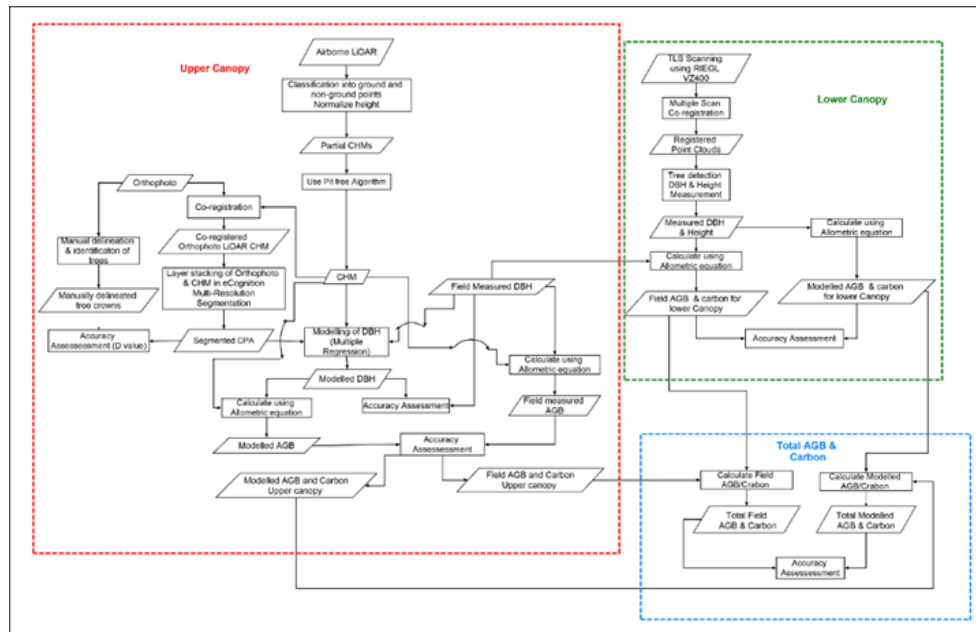 Upper Canopy
Airborne LiDAR
Classification into ground and
non-ground points
Normalize height
Partial CHMs
Use Pit free Algorithm
Orthophoto
Co-registration
Manual delineation
& identificaton of
trees
Co-registered
Orthophoto LiDAR CHM
Manually delineated
tree crowns
Layer stacking of Orthophoto
& CHM in eCognition
Multi-Resolution
Segmentation
CHM
Field Measured DBH
Accuracy
Assessment (D value)
Segmented CPA
Modelling of DBH
(Multiple
Regression)
Modelled DBH
Calculate using
Allometric equation
Accuracy Assessment
Calculate using
Allometric equation
Field measured
AGB
Modelled AGB
Accuracy
Assessessment
Modelled AGB and Carbon
Upper canopy
Field AGB and Carbon
Upper canopy
Lower Canopy
TLS Scanning
using RIEGL
VZ400
Multiple Scan
Co-registration
Registered
Point Clouds
Tree detection
DBH & Height
Measurement
Measured DBH
& Height
Calculate using
Allometric equation
Calculate using
Allometric equation
Field AGB & carbon for
lower Canopy
Modelled AGB & carbon
for lower Canopy
Accuracy Assessment
Total AGB &
Carbon
Calculate Field
AGB/Crabon
Calculate Modelled
AGB/Crabon
Total Field
AGB & Carbon
Total Modelled
AGB & Carbon
Accuracy
Assessessment